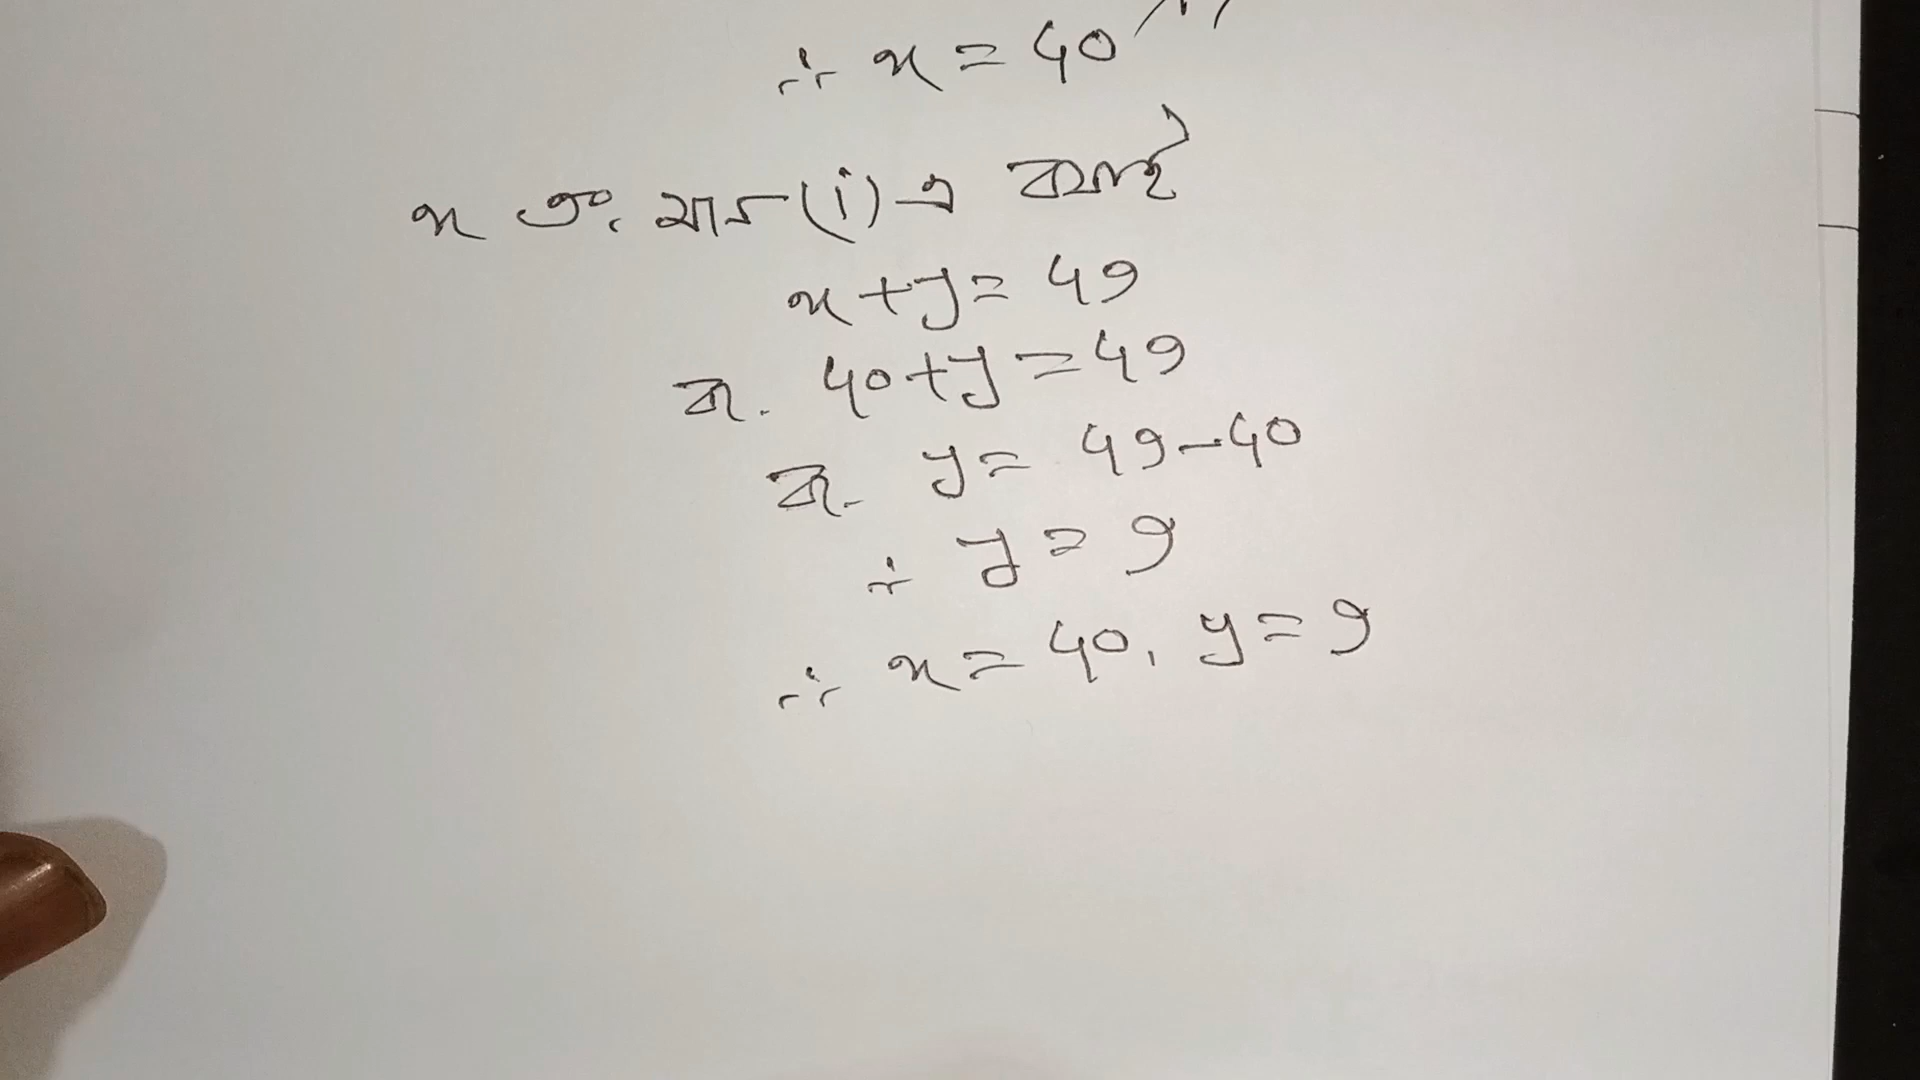 ∴ x = 40
x এর মান (i) এ বসাই
x + y = 49
বা. 40 + y = 49
বা. y = 49 - 40
∴ y = 9
∴ x = 40, y = 9